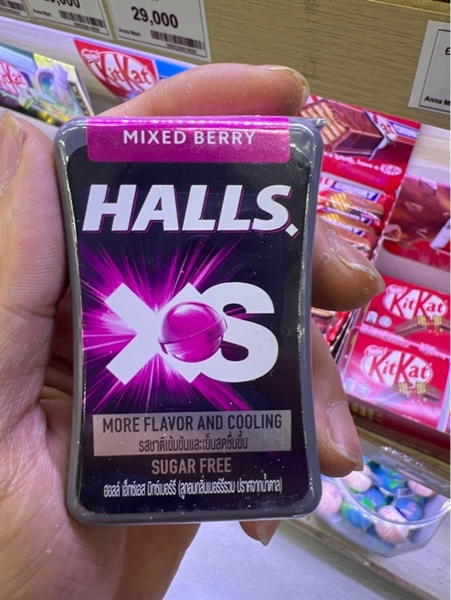 29,000
Anna Mart
KitKat
MIXED BERRY
HALLS
XS
MORE FLAVOR AND COOLING
รสชาติเข้มข้นและเย็นสดชื่นขึ้น
SUGAR FREE
ฮอลล์ เอ็กซ์เอส มิกซ์เบอร์รี่ (ลูกอมกลิ่นเบอร์รี่รวม ปราศจากน้ำตาล)
KitKat
KitKat
Anna Mart